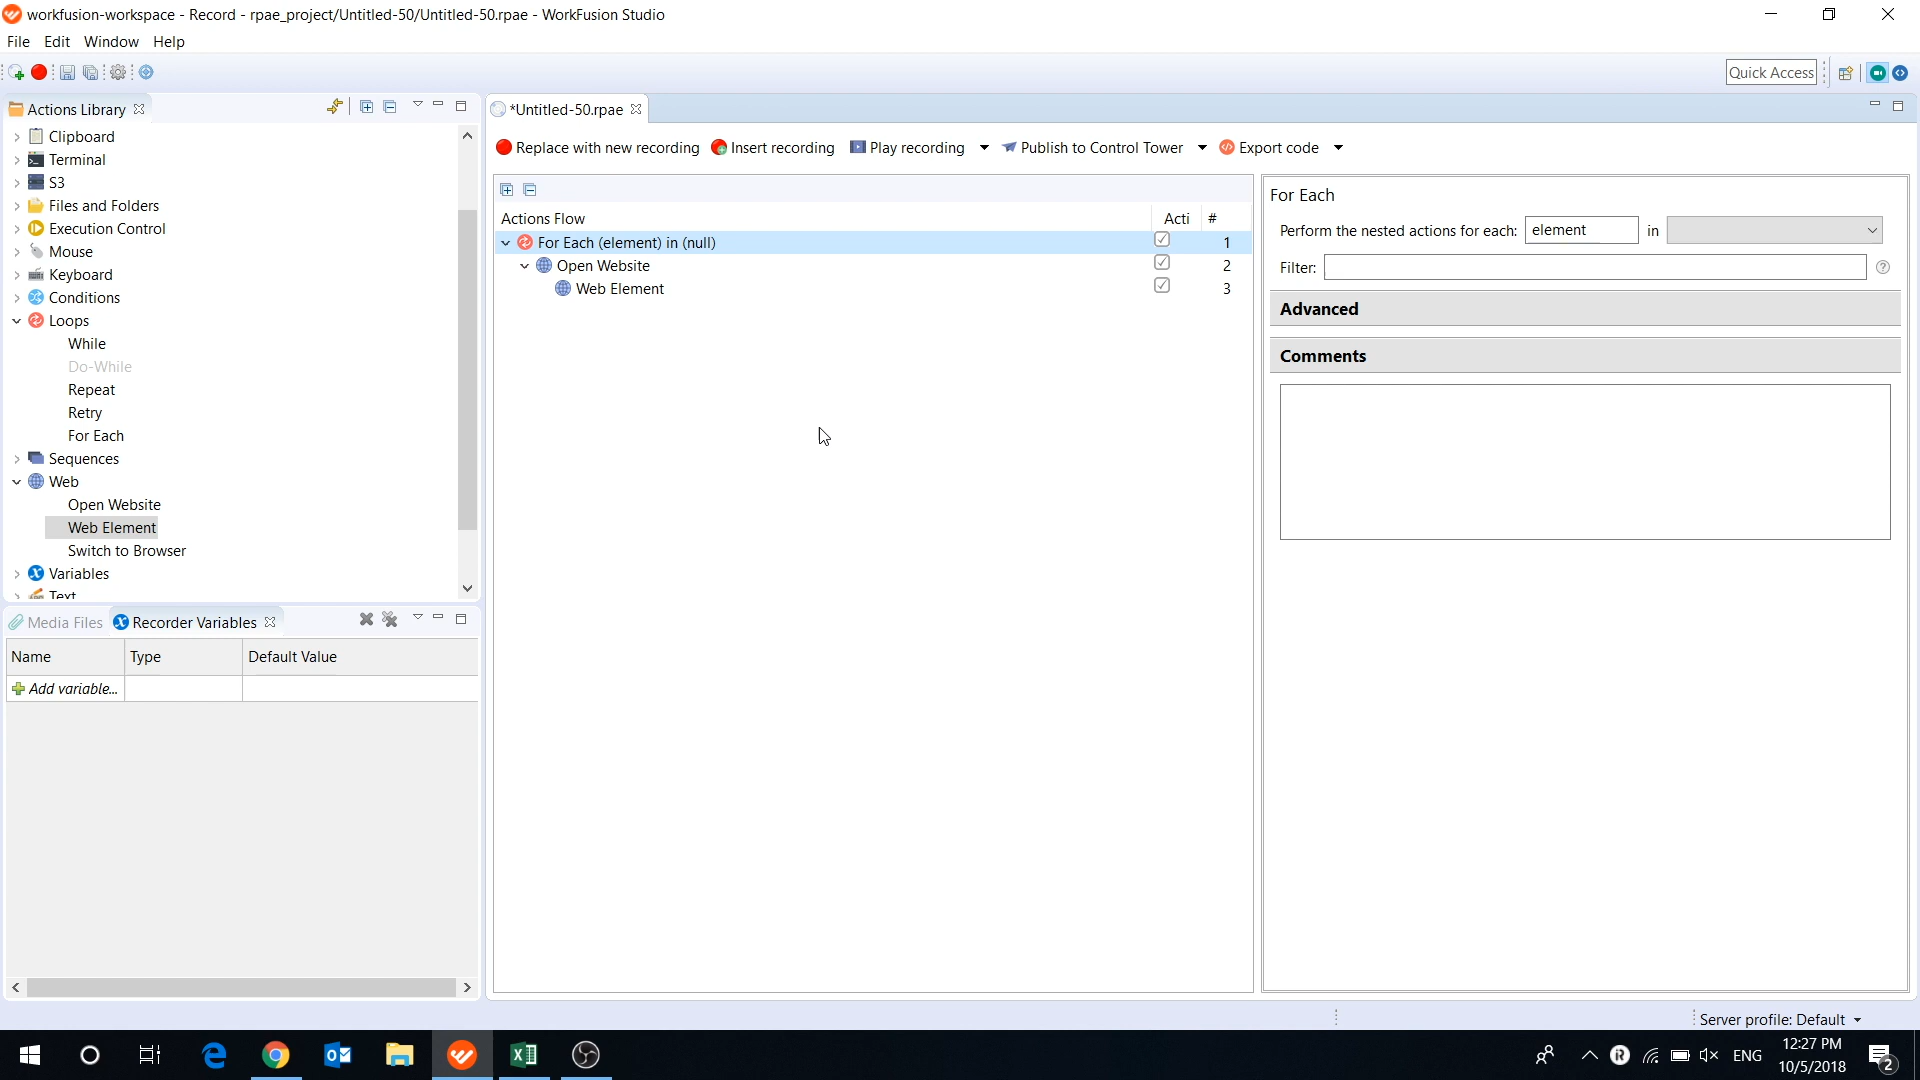 workfusion-workspace - Record - rpae_project/Untitled-50/Untitled-50.rpae - WorkFusion Studio
File Edit Window Help
Quick Access
Actions Library
*Untitled-50.rpae
Clipboard
Terminal
S3
Files and Folders
Execution Control
Mouse
Keyboard
Conditions
Loops
While
Do-While
Repeat
Retry
For Each
Sequences
Web
Open Website
Web Element
Switch to Browser
Variables
Text
Replace with new recording Insert recording Play recording Publish to Control Tower Export code
Actions Flow Acti #
For Each (element) in (null) 1
Open Website 2
Web Element 3
For Each
Perform the nested actions for each: element in
Filter:
Advanced
Comments
Media Files Recorder Variables
Name Type Default Value
Add variable...
Server profile: Default
ENG
12:27 PM
10/5/2018
2